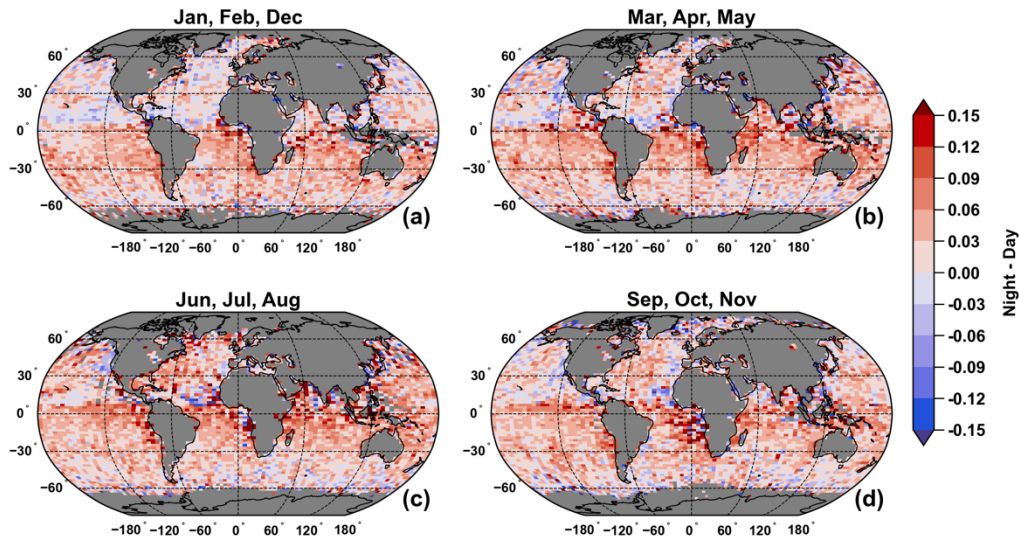 Jan, Feb, Dec
Mar, Apr, May
60°
30°
0°
−30°
−60°
(a)
−180° −120° −60° 0° 60° 120° 180°
60°
30°
0°
−30°
−60°
(b)
−180° −120° −60° 0° 60° 120° 180°
Jun, Jul, Aug
Sep, Oct, Nov
60°
30°
0°
−30°
−60°
(c)
−180° −120° −60° 0° 60° 120° 180°
60°
30°
0°
−30°
−60°
(d)
−180° −120° −60° 0° 60° 120° 180°
0.15
0.12
0.09
0.06
0.03
0.00
-0.03
-0.06
-0.09
-0.12
-0.15
Night - Day